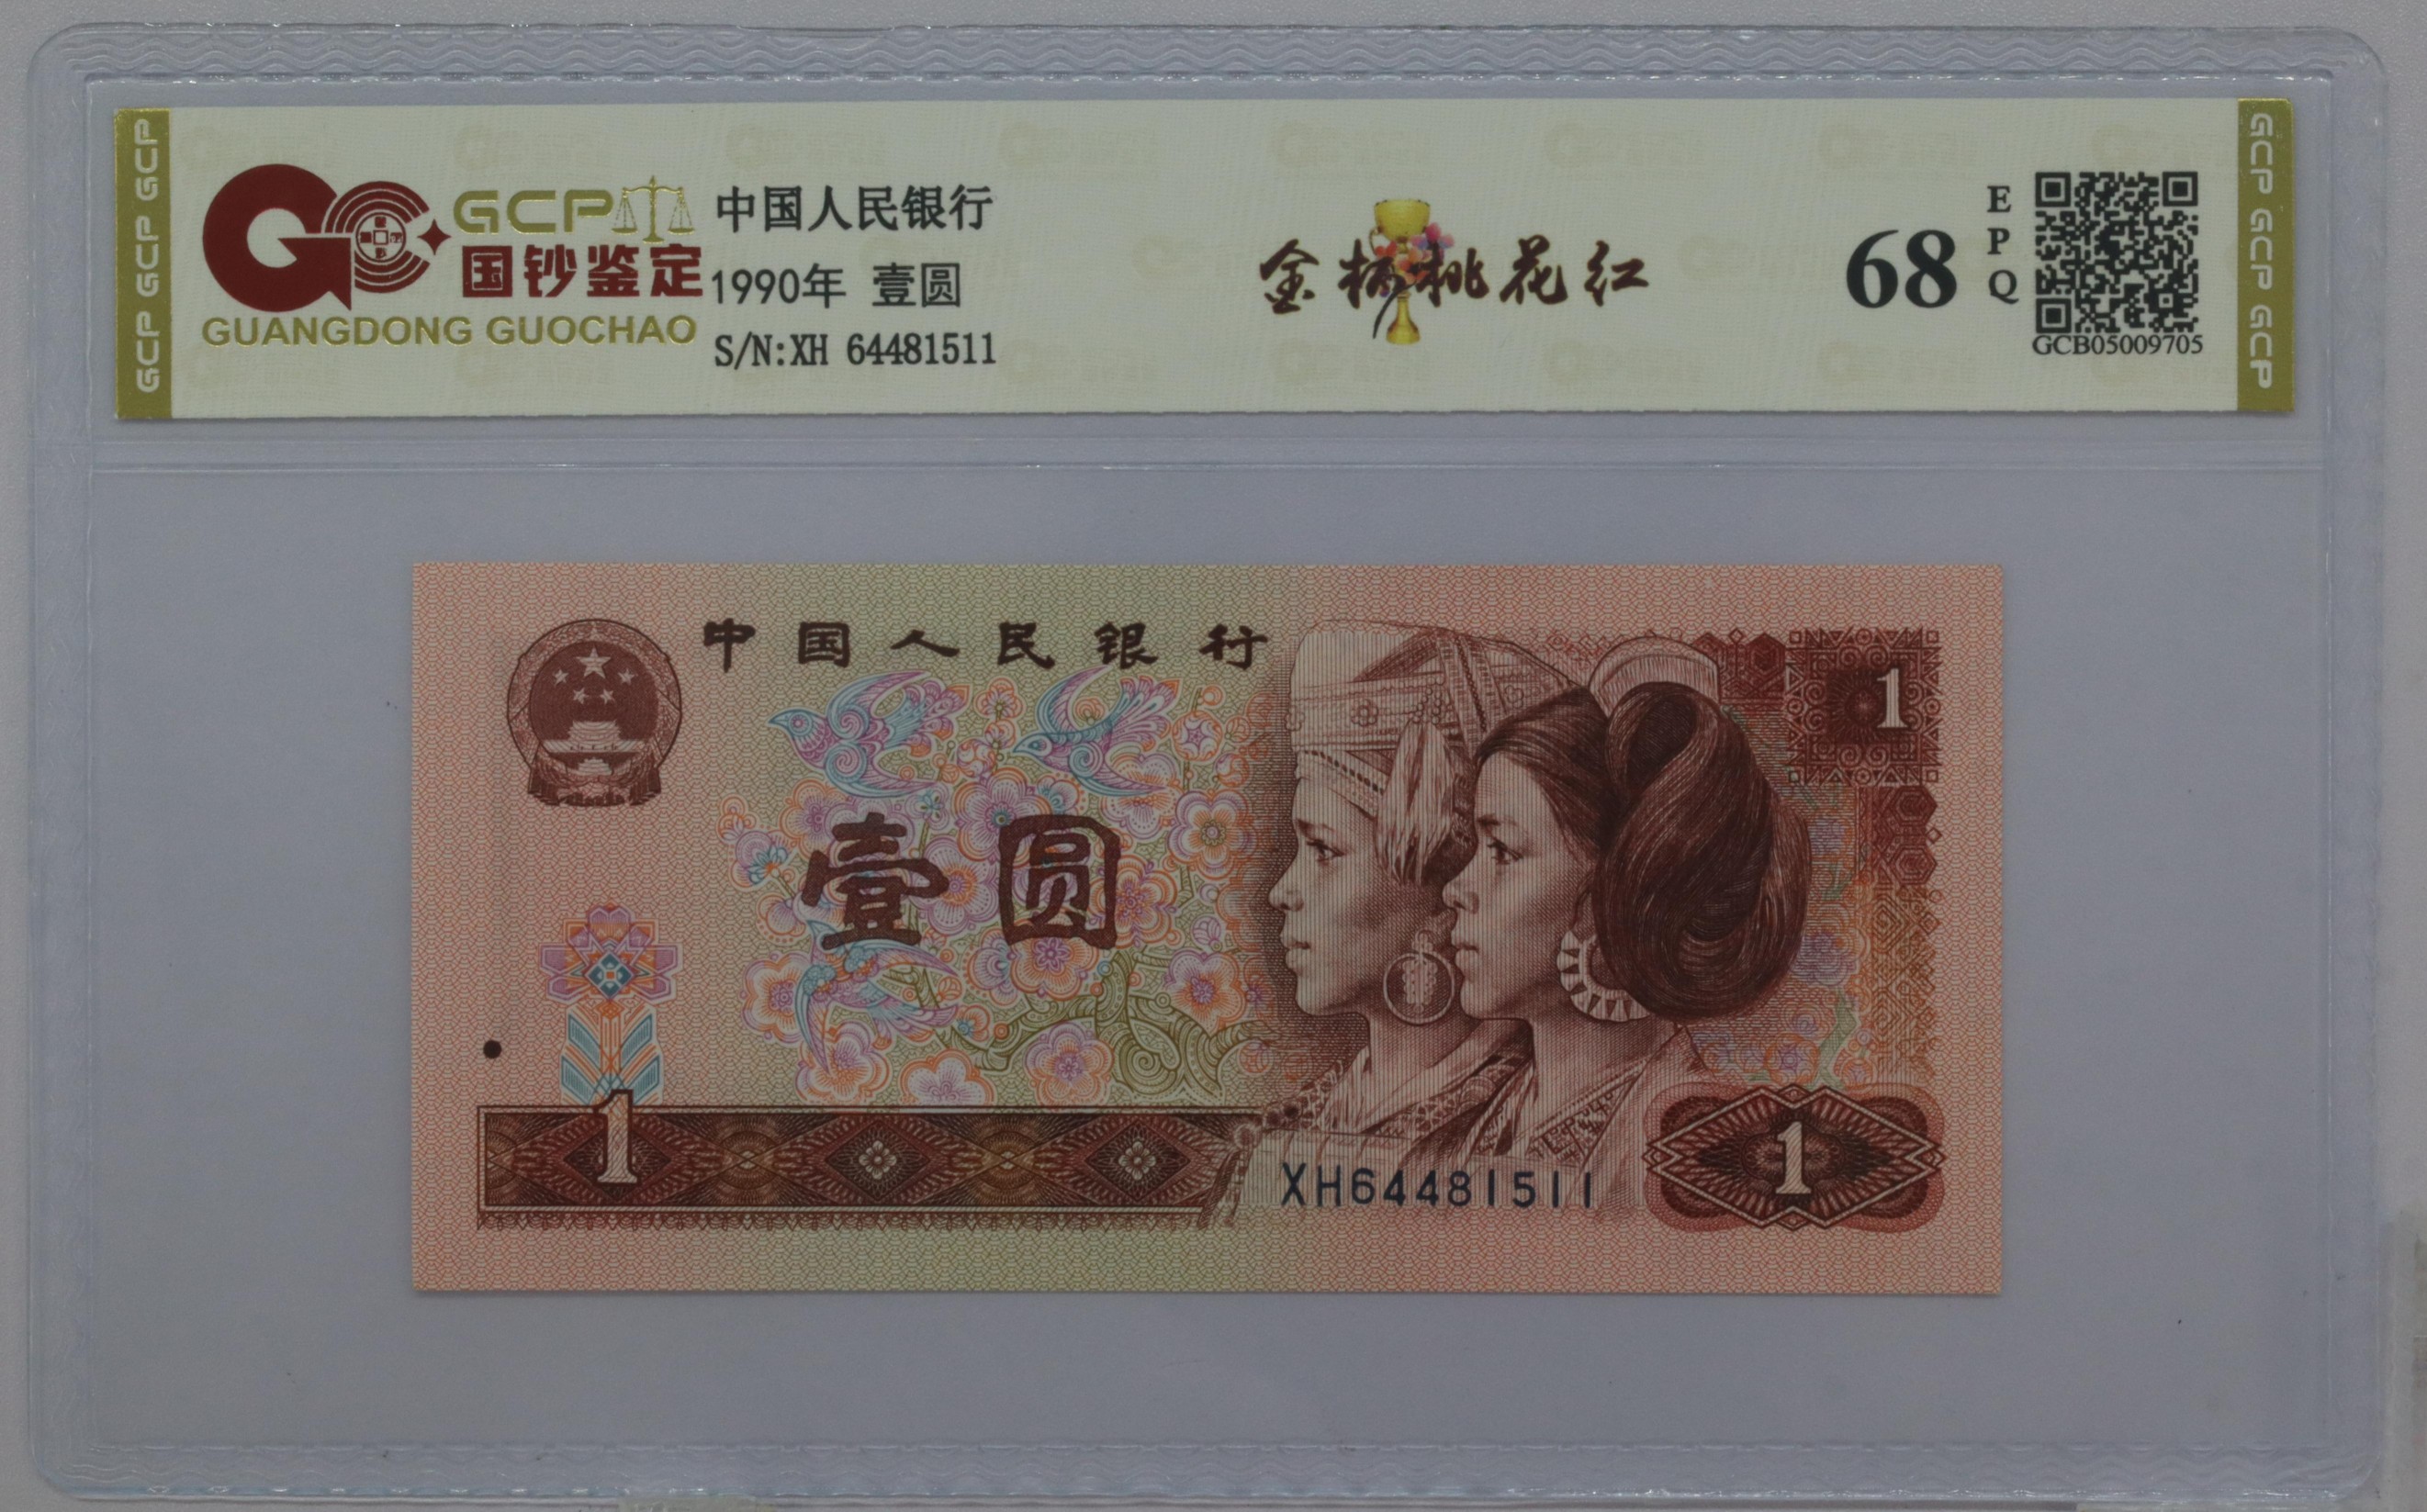 GCP GCP GCP
GCP
国钞鉴定
GUANGDONG GUOCHAO
中国人民银行
1990年 壹圆
S/N:XH 64481511
金杯桃花红
68
EPQ
GCB05009705
GCP GCP GCP
中国人民银行
1
壹圆
1
XH64481511
1